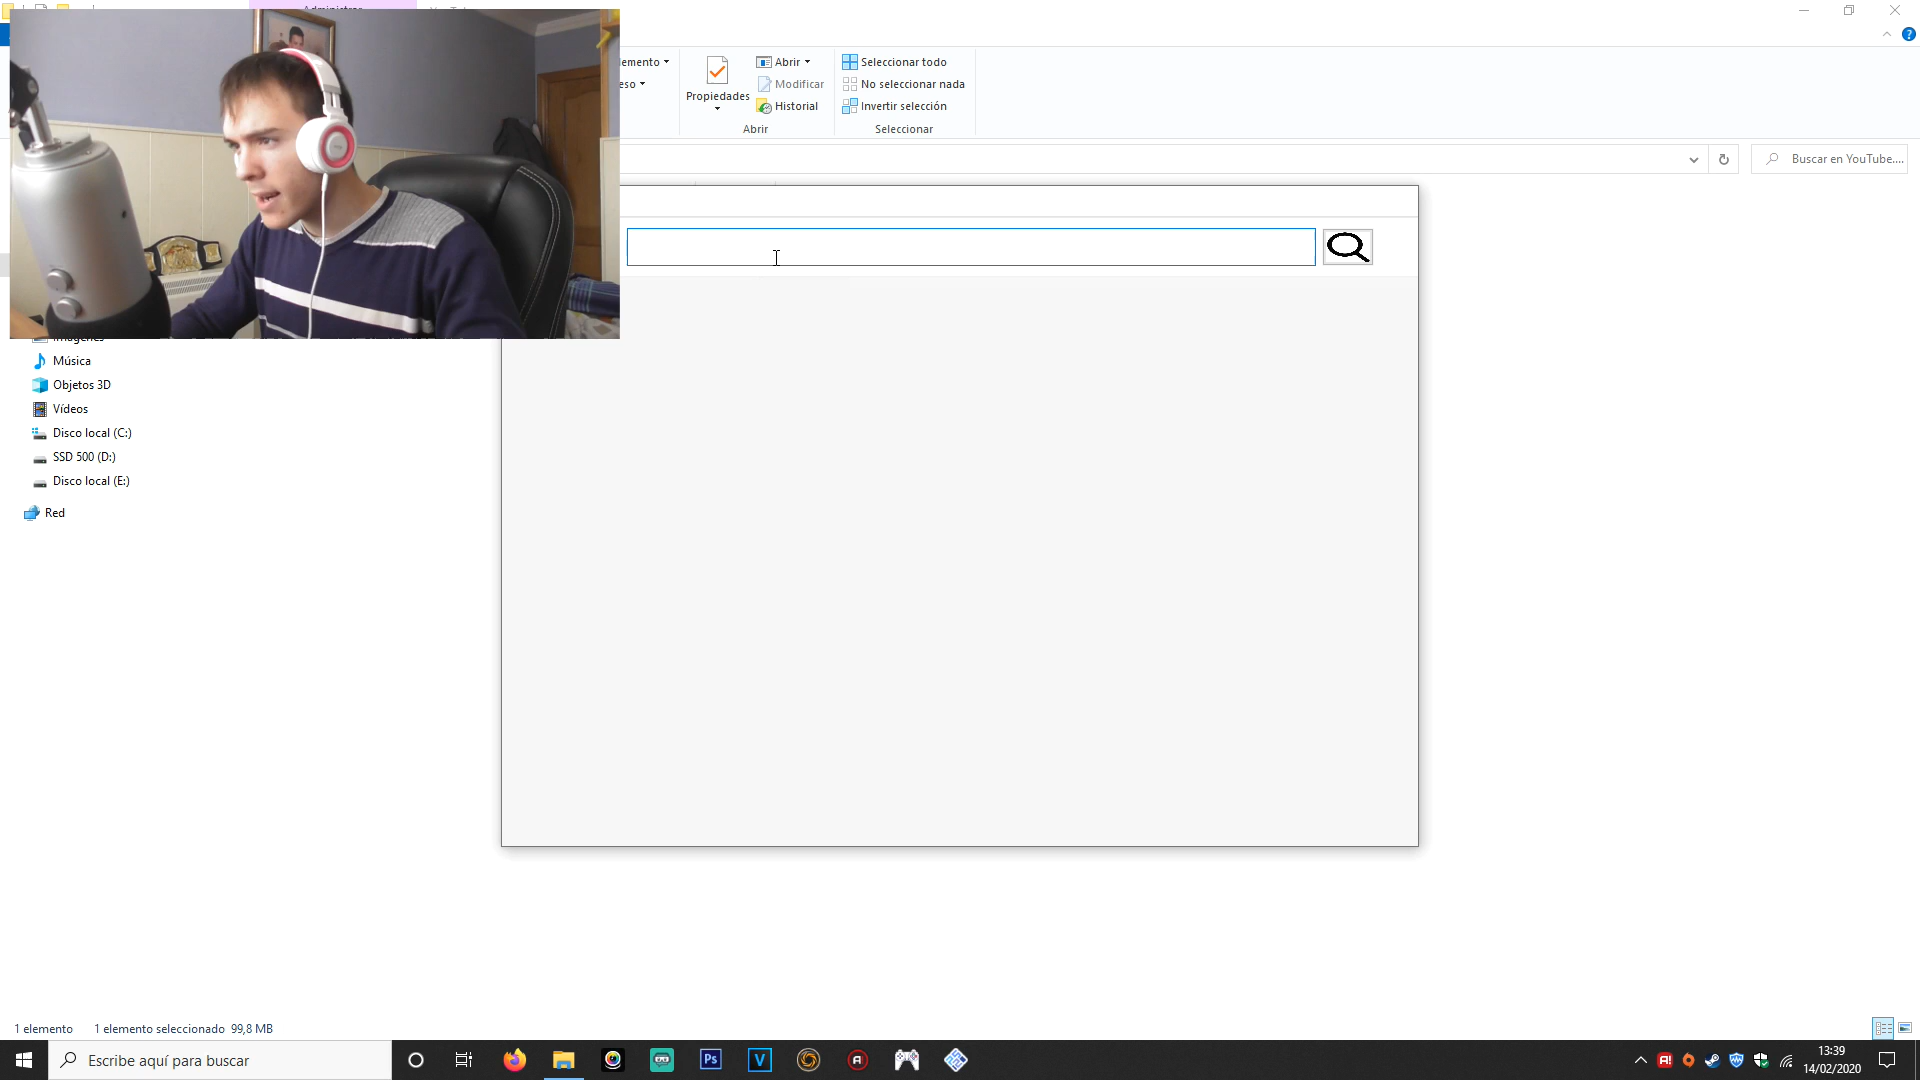 lemento
Abrir
Seleccionar todo
eso
Propiedades
Modificar
No seleccionar nada
Historial
Invertir selección
Abrir
Seleccionar
Buscar en YouTube....
Música
Objetos 3D
Vídeos
Disco local (C:)
SSD 500 (D:)
Disco local (E:)
Red
1 elemento
1 elemento seleccionado 99,8 MB
Escribe aquí para buscar
Ps
V
13:39
14/02/2020